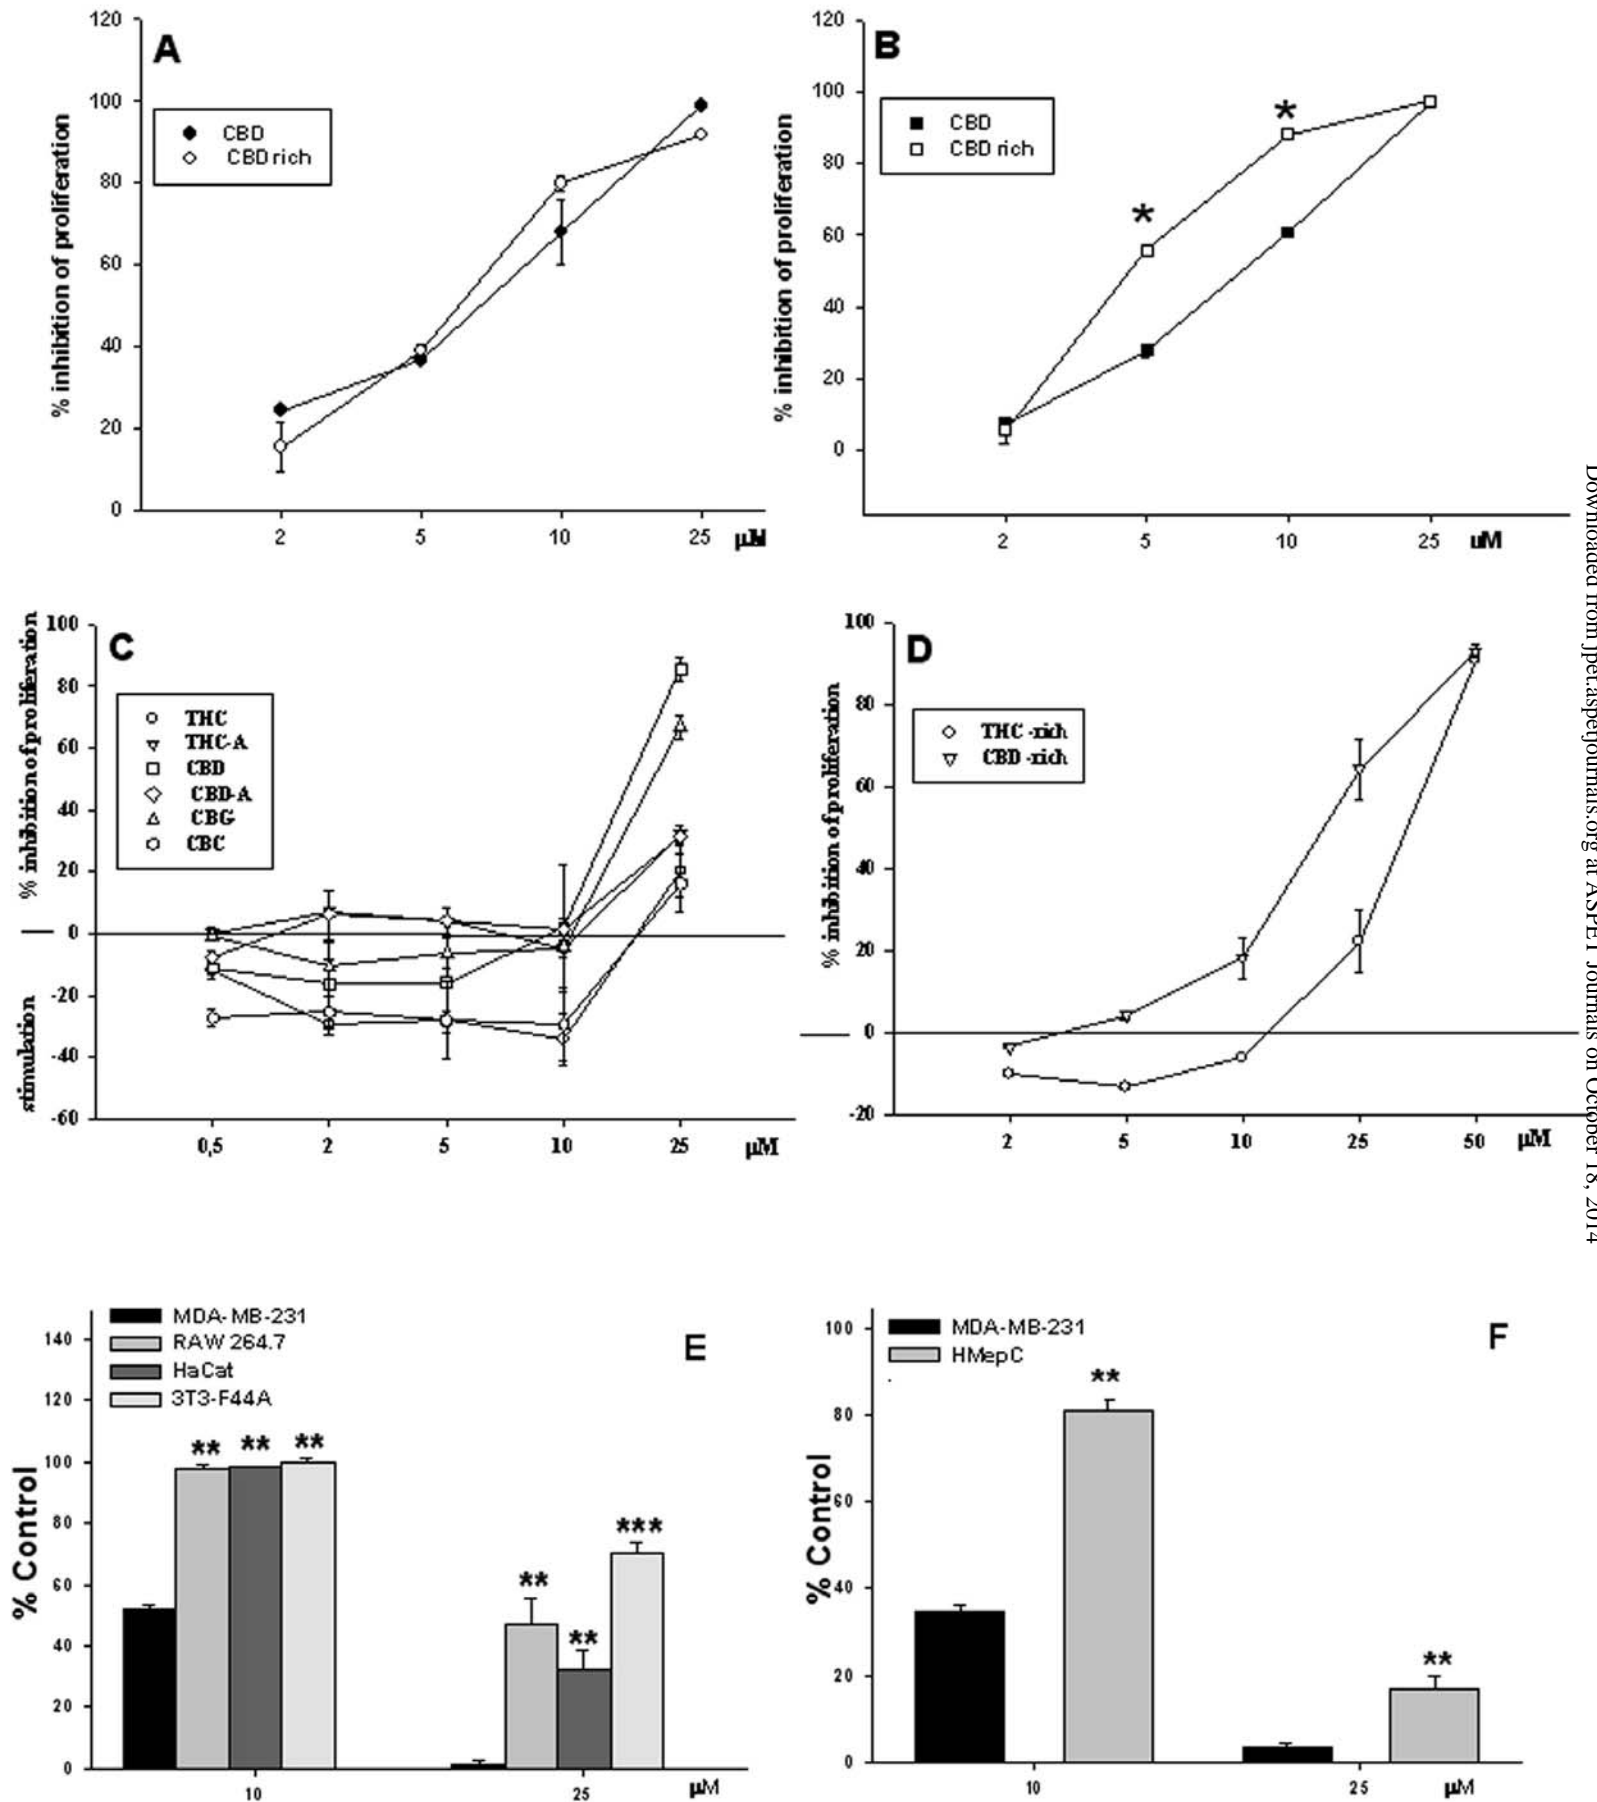 A
120
100
80
60
40
20
0
% inhibition of proliferation
CBD
CBD rich
2 5 10 25 µM
B
120
100
80
60
40
20
0
% inhibition of proliferation
CBD
CBD rich
*
*
2 5 10 25 uM
C
100
80
60
40
20
0
-20
-40
-60
% inhibition of proliferation
stimulation
THC
THC-A
CBD
CBD-A
CBG
CBC
0,5 2 5 10 25 µM
D
100
80
60
40
20
0
-20
% inhibition of proliferation
THC -rich
CBD -rich
2 5 10 25 50 µM
E
MDA-MB-231
RAW 264.7
HaCat
3T3-F44A
140
120
100
80
60
40
20
0
% Control
** ** **
** ** ***
10 25 µM
F
MDA-MB-231
HMepC
100
80
60
40
20
0
% Control
**
**
10 25 µM
Downloaded from jpet.aspetjournals.org at ASPET Journals on October 18, 2014